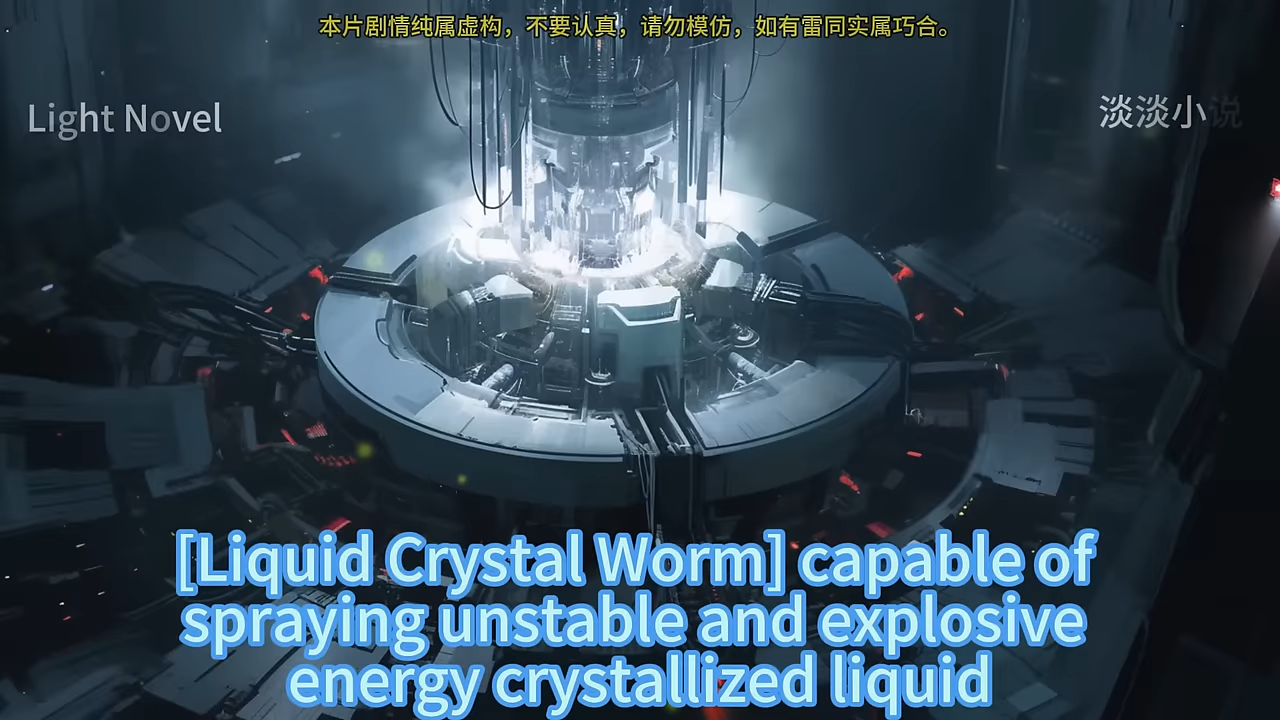 本片剧情纯属虚构，不要认真，请勿模仿，如有雷同实属巧合。
Light Novel
淡淡小说
[Liquid Crystal Worm] capable of
spraying unstable and explosive
energy crystallized liquid